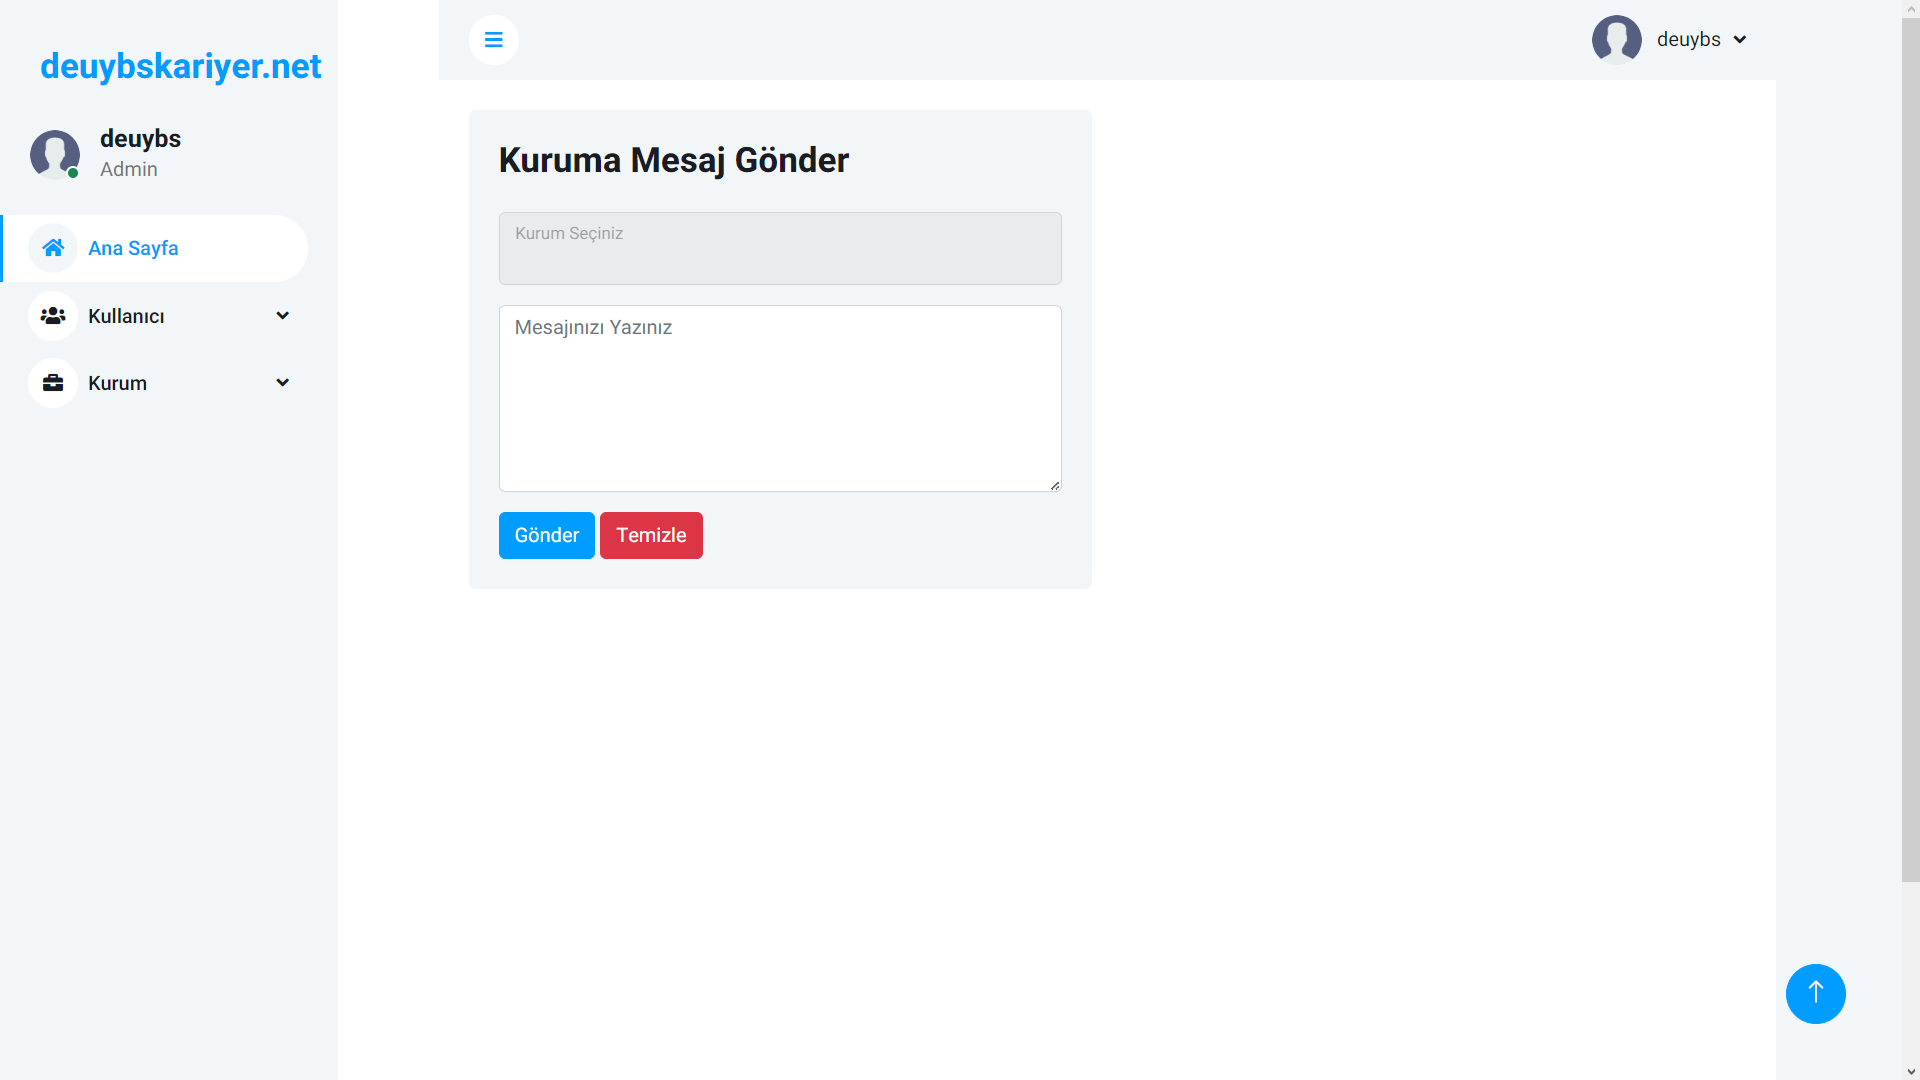 deuybskariyer.net
deuybs
Admin
Ana Sayfa
Kullanıcı
Kurum
deuybs
Kuruma Mesaj Gönder
Kurum Seçiniz
Mesajınızı Yazınız
Gönder
Temizle